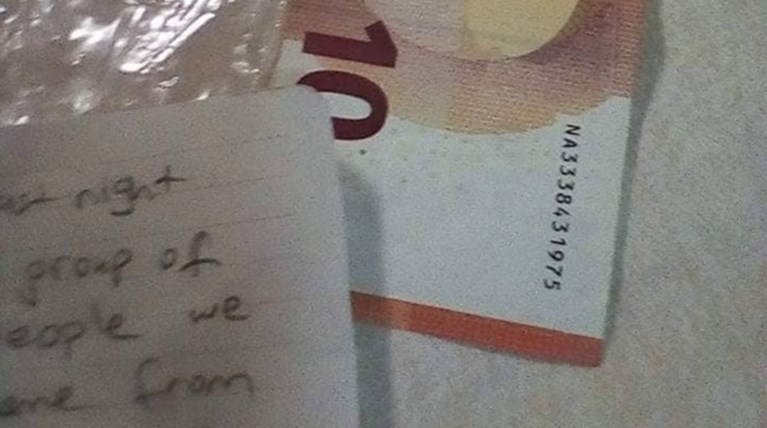 10
NA3338431975
night
group of
we
from